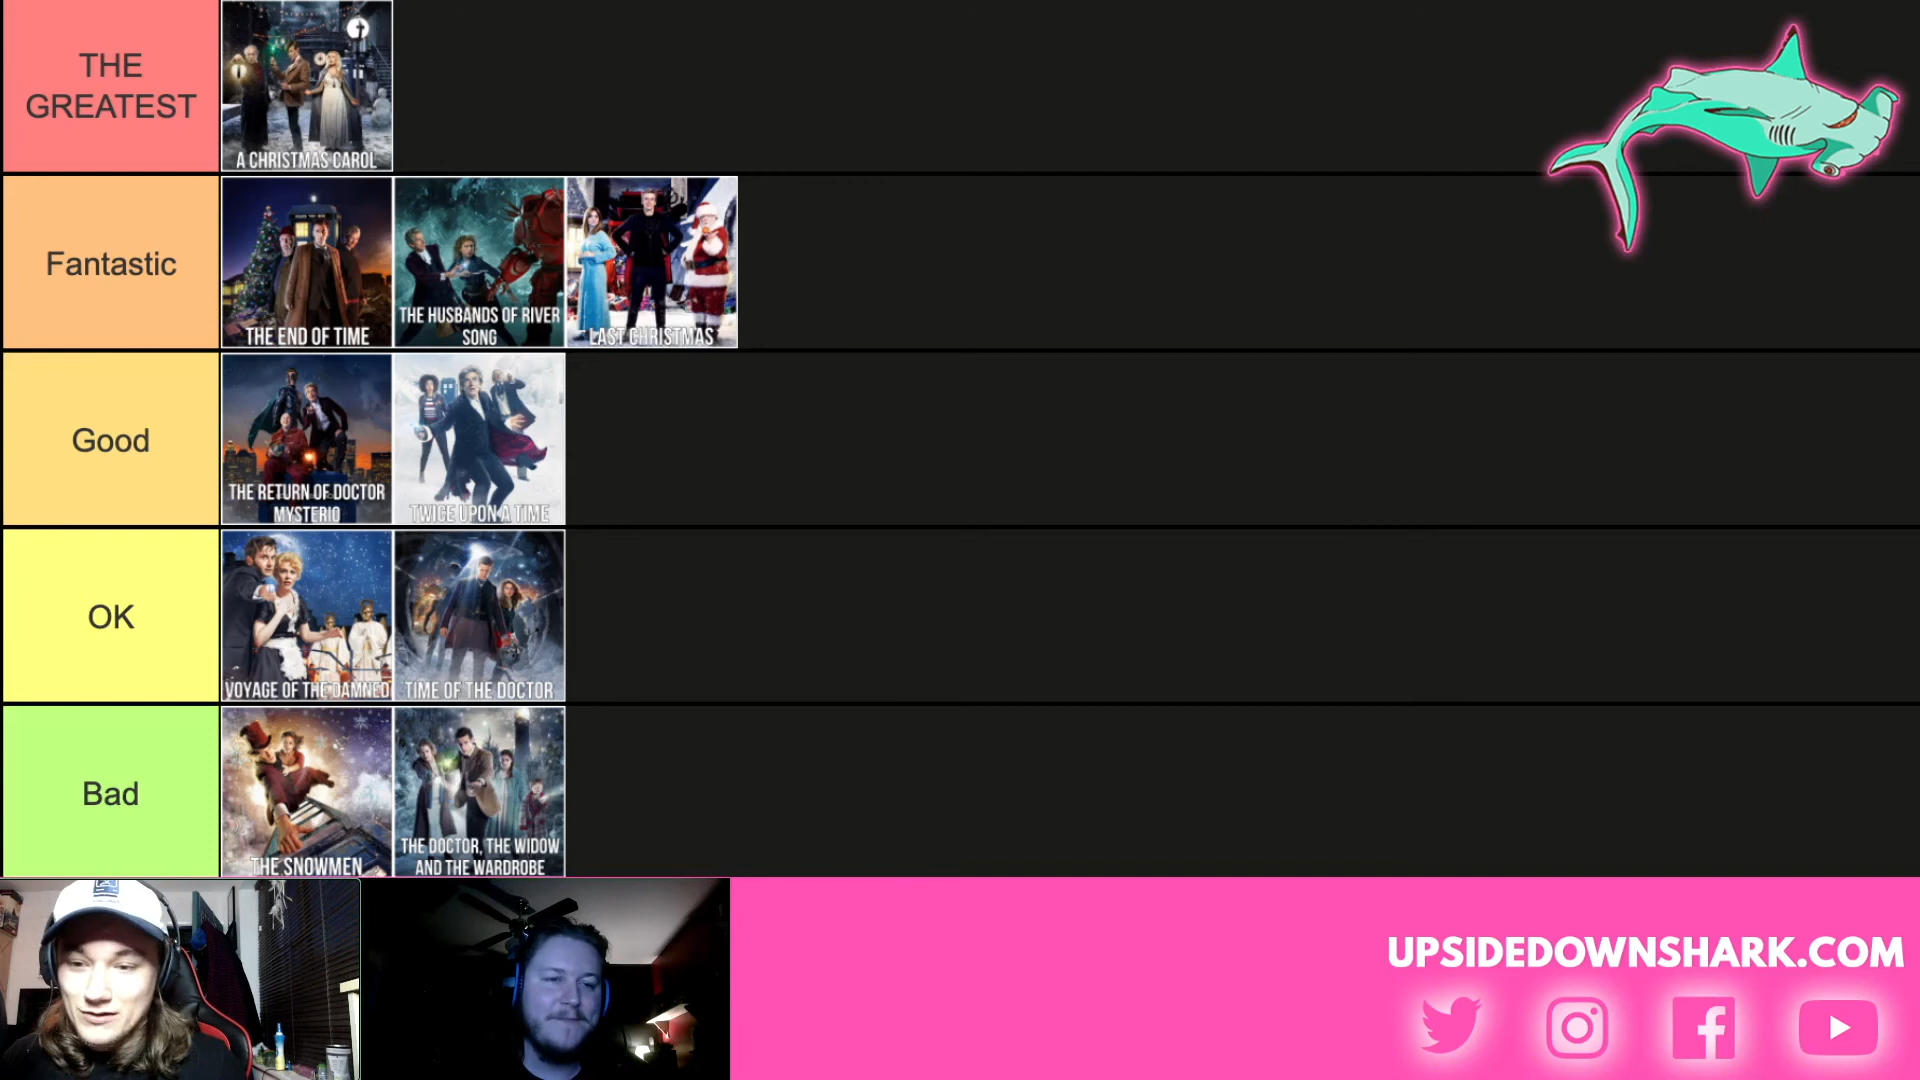 THE
GREATEST
A CHRISTMAS CAROL
Fantastic
THE END OF TIME
THE HUSBANDS OF RIVER
SONG
LAST CHRISTMAS
Good
THE RETURN OF DOCTOR
MYSTERIO
TWICE UPON A TIME
OK
VOYAGE OF THE DAMNED
TIME OF THE DOCTOR
Bad
THE SNOWMEN
THE DOCTOR, THE WIDOW
AND THE WARDROBE
UPSIDEDOWNSHARK.COM